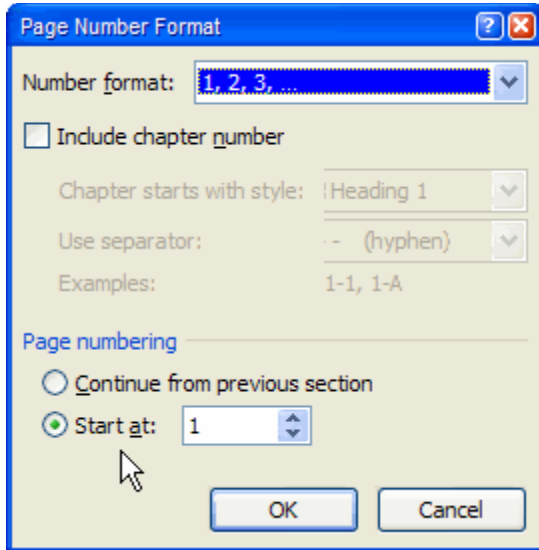 Page Number Format
Number format: 1, 2, 3, ...
Include chapter number
Chapter starts with style: Heading 1
Use separator: - (hyphen)
Examples: 1-1, 1-A
Page numbering
Continue from previous section
Start at: 1
OK Cancel